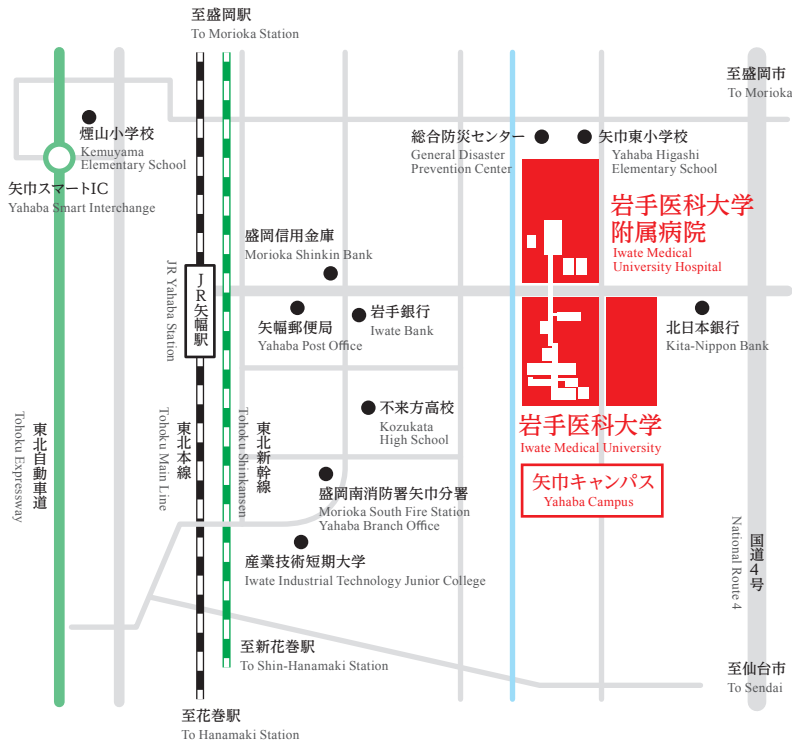 至盛岡駅
To Morioka Station
至盛岡市
To Morioka
煙山小学校
Kemuyama
Elementary School
総合防災センター
General Disaster
Prevention Center
矢巾東小学校
Yahaba Higashi
Elementary School
矢巾スマートIC
Yahaba Smart Interchange
岩手医科大学
附属病院
Iwate Medical
University Hospital
盛岡信用金庫
Morioka Shinkin Bank
JR矢幅駅
JR Yahaba Station
矢幅郵便局
Yahaba Post Office
岩手銀行
Iwate Bank
北日本銀行
Kita-Nippon Bank
不来方高校
Kozukata
High School
岩手医科大学
Iwate Medical University
矢巾キャンパス
Yahaba Campus
東北自動車道
Tohoku Expressway
東北本線
Tohoku Main Line
東北新幹線
Tohoku Shinkansen
盛岡南消防署矢巾分署
Morioka South Fire Station
Yahaba Branch Office
産業技術短期大学
Iwate Industrial Technology Junior College
国道4号
National Route 4
至新花巻駅
To Shin-Hanamaki Station
至仙台市
To Sendai
至花巻駅
To Hanamaki Station